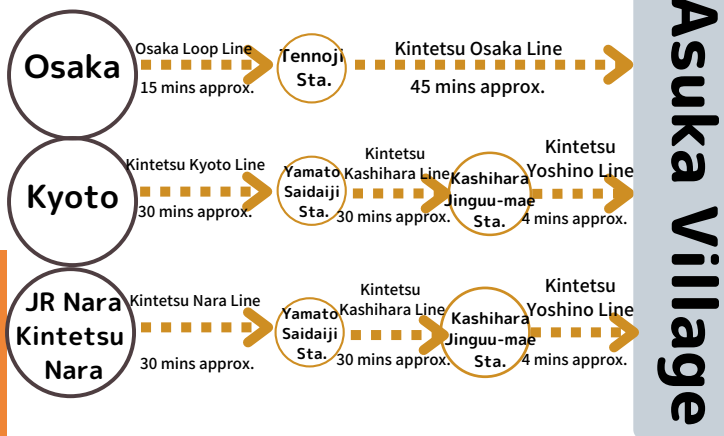 Osaka
Osaka Loop Line
15 mins approx.
Tennoji
Sta.
Kintetsu Osaka Line
45 mins approx.
Kyoto
Kintetsu Kyoto Line
30 mins approx.
Yamato
Saidaiji
Sta.
Kintetsu
Kashihara Line
30 mins approx.
Kashihara
Jinguu-mae
Sta.
Kintetsu
Yoshino Line
4 mins approx.
JR Nara
Kintetsu
Nara
Kintetsu Nara Line
30 mins approx.
Yamato
Saidaiji
Sta.
Kintetsu
Kashihara Line
30 mins approx.
Kashihara
Jinguu-mae
Sta.
Kintetsu
Yoshino Line
4 mins approx.
Asuka Village